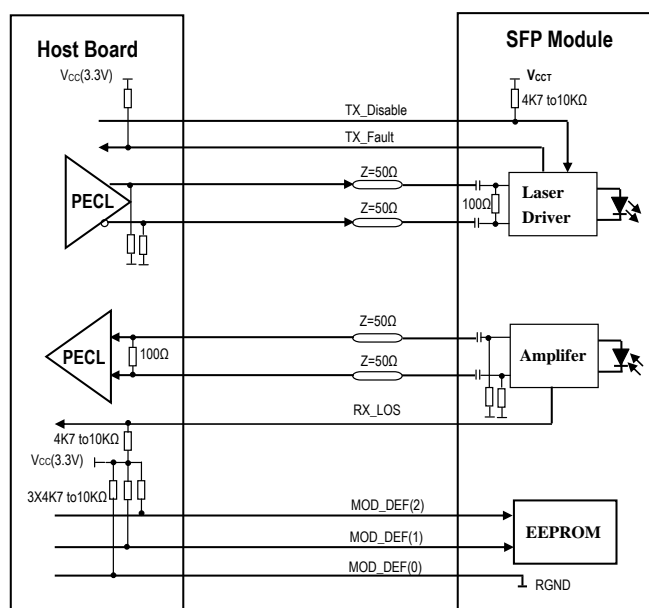 Host Board
SFP Module
VCC(3.3V)
VCCT
4K7 to10KΩ
TX_Disable
TX_Fault
Z=50Ω
PECL
100Ω
Laser
Driver
Z=50Ω
Z=50Ω
PECL
100Ω
Amplifer
Z=50Ω
RX_LOS
4K7 to10KΩ
VCC(3.3V)
3X4K7 to10KΩ
MOD_DEF(2)
EEPROM
MOD_DEF(1)
MOD_DEF(0)
RGND